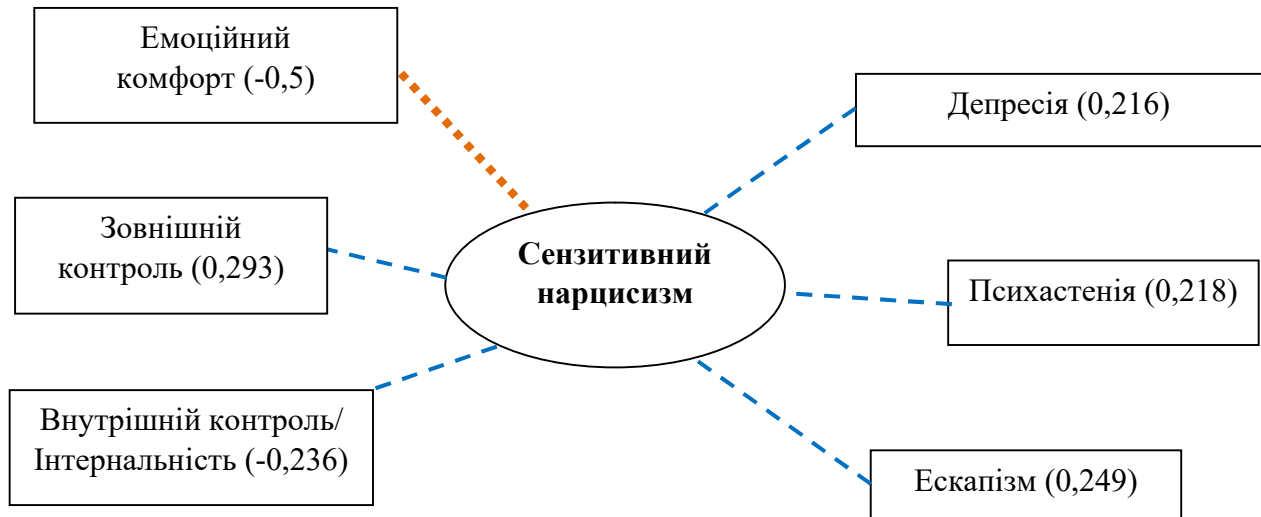 Емоційний
комфорт (-0,5)
Депресія (0,216)
Зовнішній
контроль (0,293)
Сензитивний
нарцисизм
Психастенія (0,218)
Внутрішній контроль/
Інтернальність (-0,236)
Ескапізм (0,249)